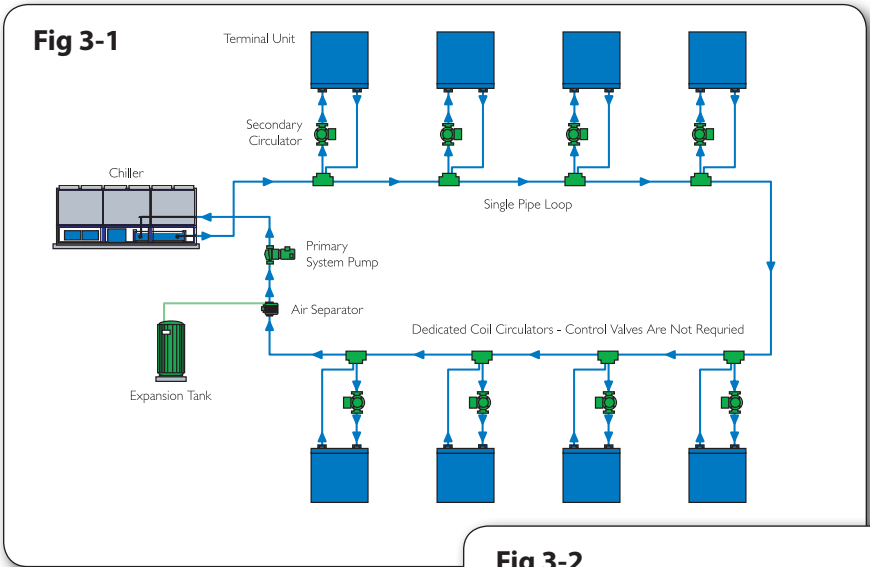 Fig 3-1
Terminal Unit
Secondary
Circulator
Chiller
Single Pipe Loop
Primary
System Pump
Air Separator
Dedicated Coil Circulators - Control Valves Are Not Requried
Expansion Tank
Fig 3-2